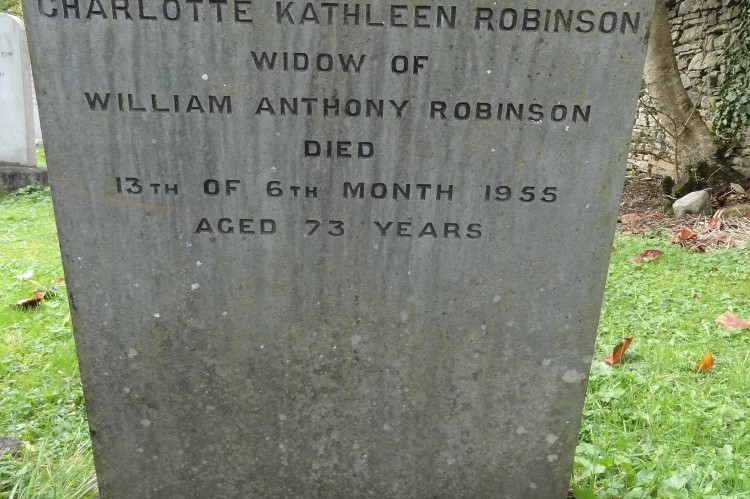 CHARLOTTE KATHLEEN ROBINSON
WIDOW OF
WILLIAM ANTHONY ROBINSON
DIED
13TH OF 6TH MONTH 1955
AGED 73 YEARS